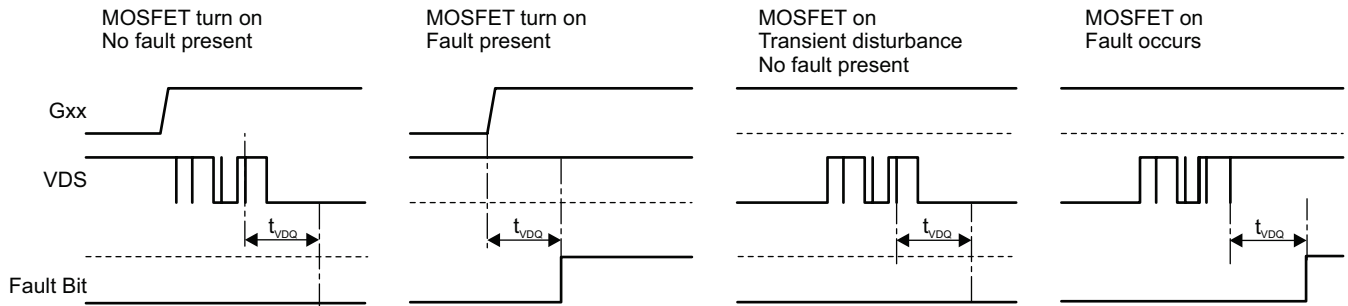 MOSFET turn on
No fault present
MOSFET turn on
Fault present
MOSFET on
Transient disturbance
No fault present
MOSFET on
Fault occurs
Gxx
VDS
tVDQ
tVDQ
tVDQ
tVDQ
Fault Bit